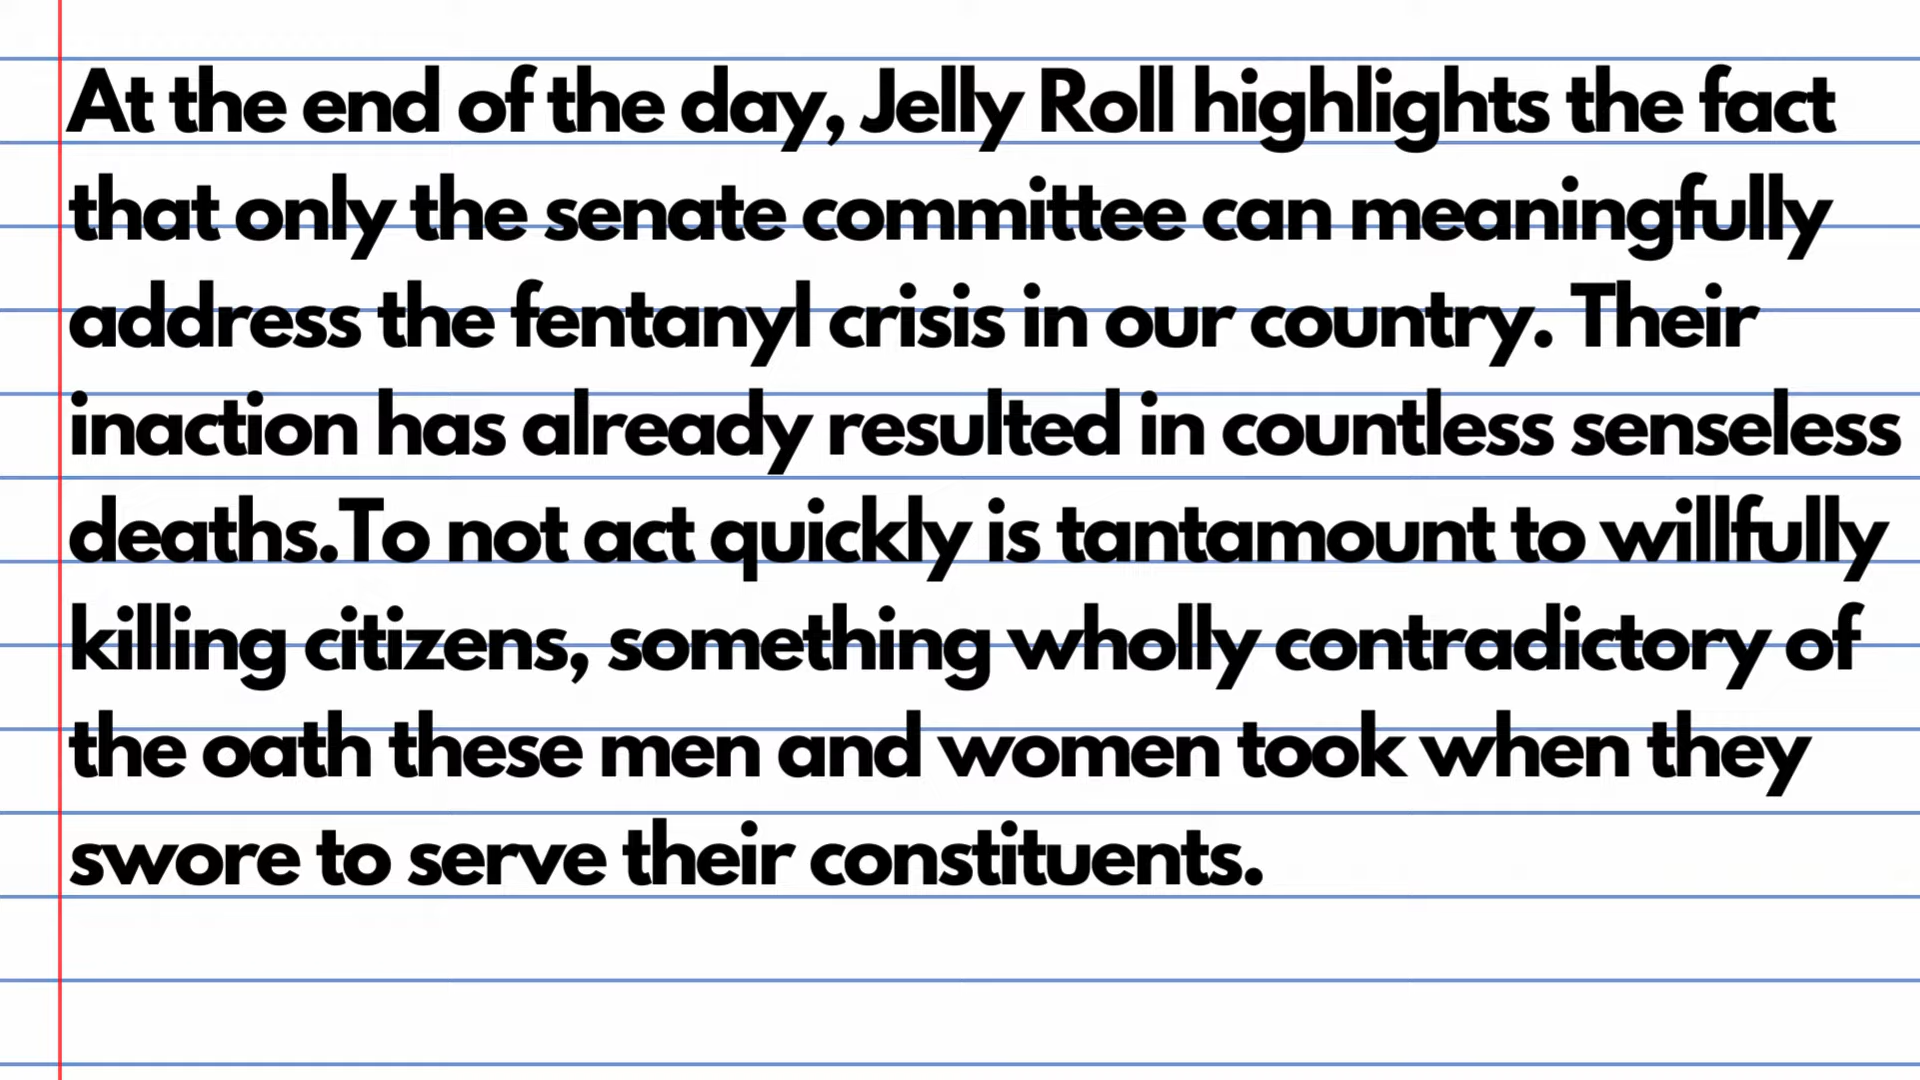 At the end of the day, Jelly Roll highlights the fact
that only the senate committee can meaningfully
address the fentanyl crisis in our country. Their
inaction has already resulted in countless senseless
deaths.To not act quickly is tantamount to willfully
killing citizens, something wholly contradictory of
the oath these men and women took when they
swore to serve their constituents.